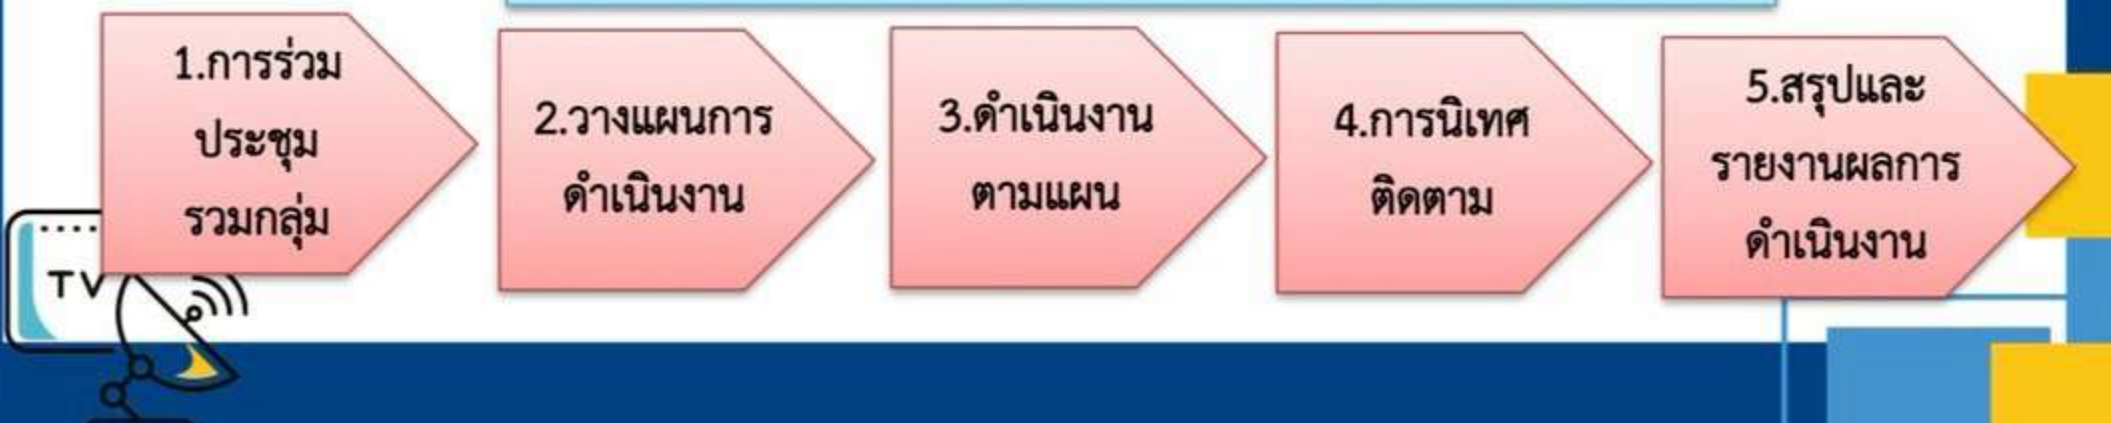 1.การร่วม
ประชุม
รวมกลุ่ม
2.วางแผนการ
ดำเนินงาน
3.ดำเนินงาน
ตามแผน
4.การนิเทศ
ติดตาม
5.สรุปและ
รายงานผลการ
ดำเนินงาน
TV